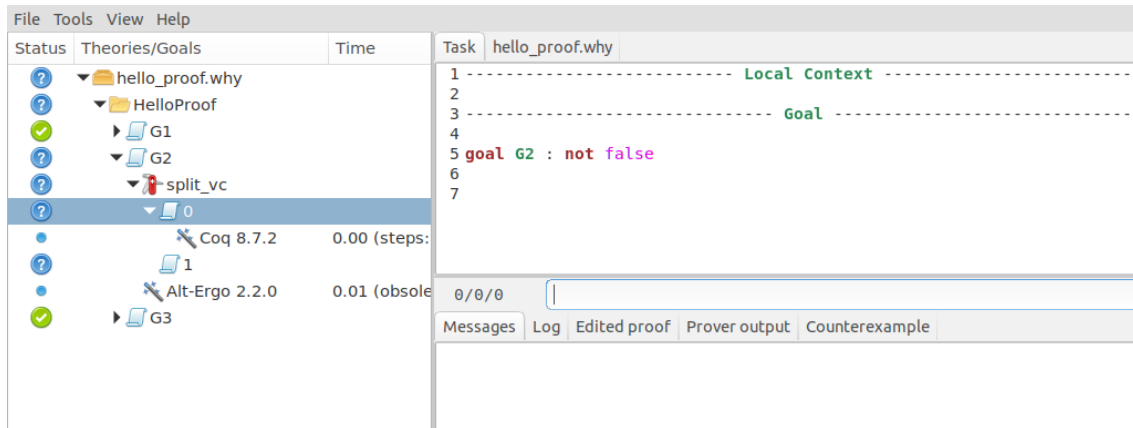 File Tools View Help
Status Theories/Goals Time
hello_proof.why
HelloProof
G1
G2
split_vc
0
Coq 8.7.2 0.00 (steps:
1
Alt-Ergo 2.2.0 0.01 (obsole
G3
Task hello_proof.why
1 --------------------------- Local Context -------------------------
2
3 ------------------------------- Goal ------------------------------
4
5 goal G2 : not false
6
7
0/0/0
Messages Log Edited proof Prover output Counterexample